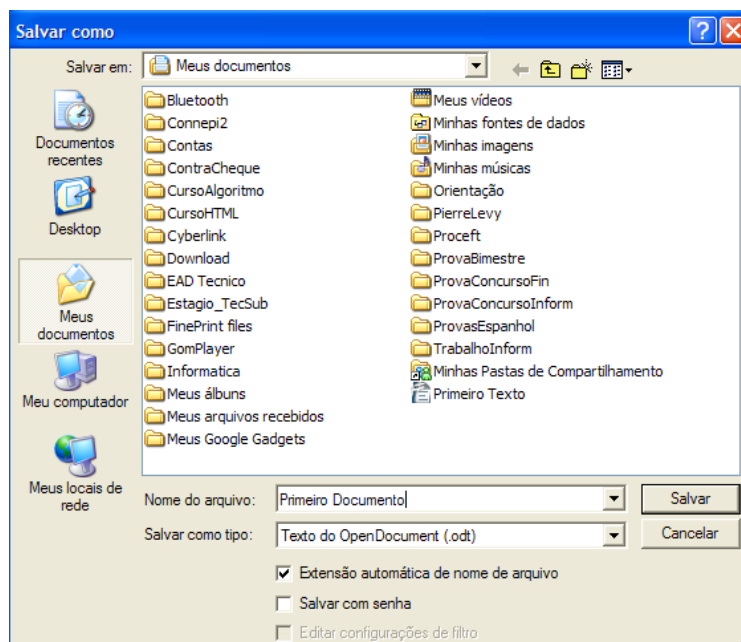 Salvar como
Salvar em: Meus documentos
Documentos
recentes
Desktop
Meus
documentos
Meu computador
Meus locais de
rede
Bluetooth
Connepi2
Contas
ContraCheque
CursoAlgoritmo
CursoHTML
Cyberlink
Download
EAD Tecnico
Estagio_TecSub
FinePrint files
GomPlayer
Informatica
Meus álbuns
Meus arquivos recebidos
Meus Google Gadgets
Meus vídeos
Minhas fontes de dados
Minhas imagens
Minhas músicas
Orientação
PierreLevy
Proceft
ProvaBimestre
ProvaConcursoFin
ProvaConcursoInform
ProvasEspanhol
TrabalhoInform
Minhas Pastas de Compartilhamento
Primeiro Texto
Nome do arquivo: Primeiro Documento Salvar
Salvar como tipo: Texto do OpenDocument (.odt) Cancelar
Extensão automática de nome de arquivo
Salvar com senha
Editar configurações de filtro